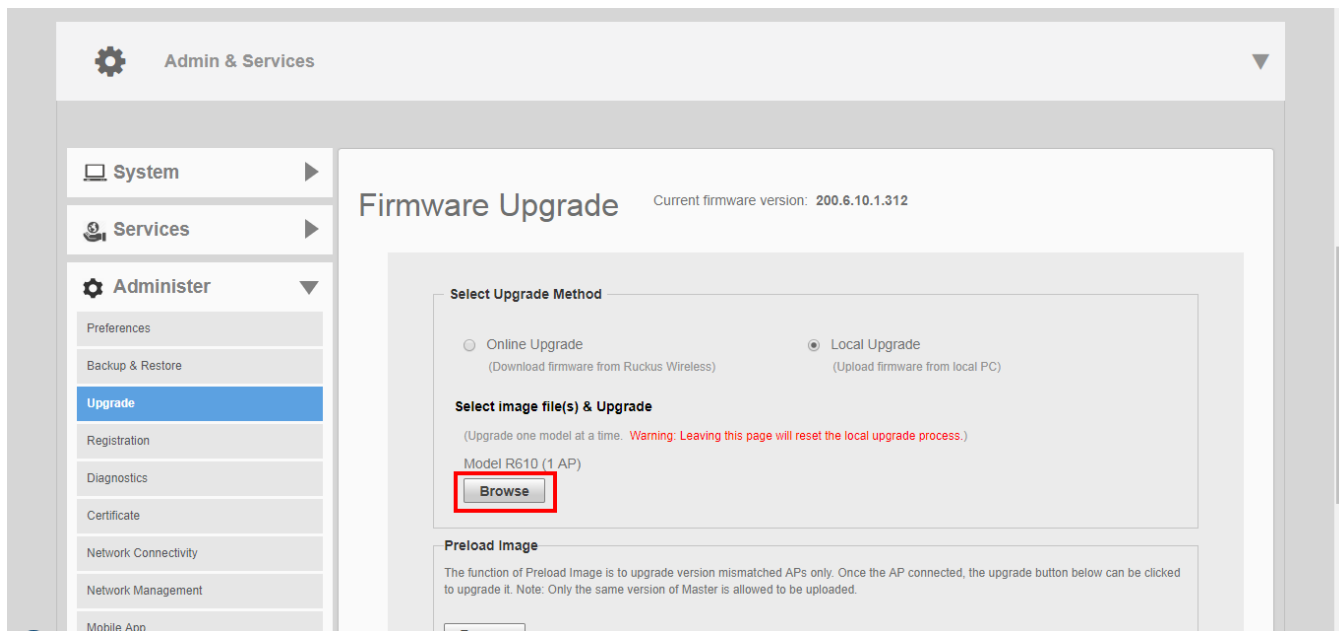 Admin & Services
System
Services
Administer
Preferences
Backup & Restore
Upgrade
Registration
Diagnostics
Certificate
Network Connectivity
Network Management
Mobile App
Firmware Upgrade
Current firmware version: 200.6.10.1.312
Select Upgrade Method
Online Upgrade
(Download firmware from Ruckus Wireless)
Local Upgrade
(Upload firmware from local PC)
Select image file(s) & Upgrade
(Upgrade one model at a time. Warning: Leaving this page will reset the local upgrade process.)
Model R610 (1 AP)
Browse
Preload Image
The function of Preload Image is to upgrade version mismatched APs only. Once the AP connected, the upgrade button below can be clicked
to upgrade it. Note: Only the same version of Master is allowed to be uploaded.